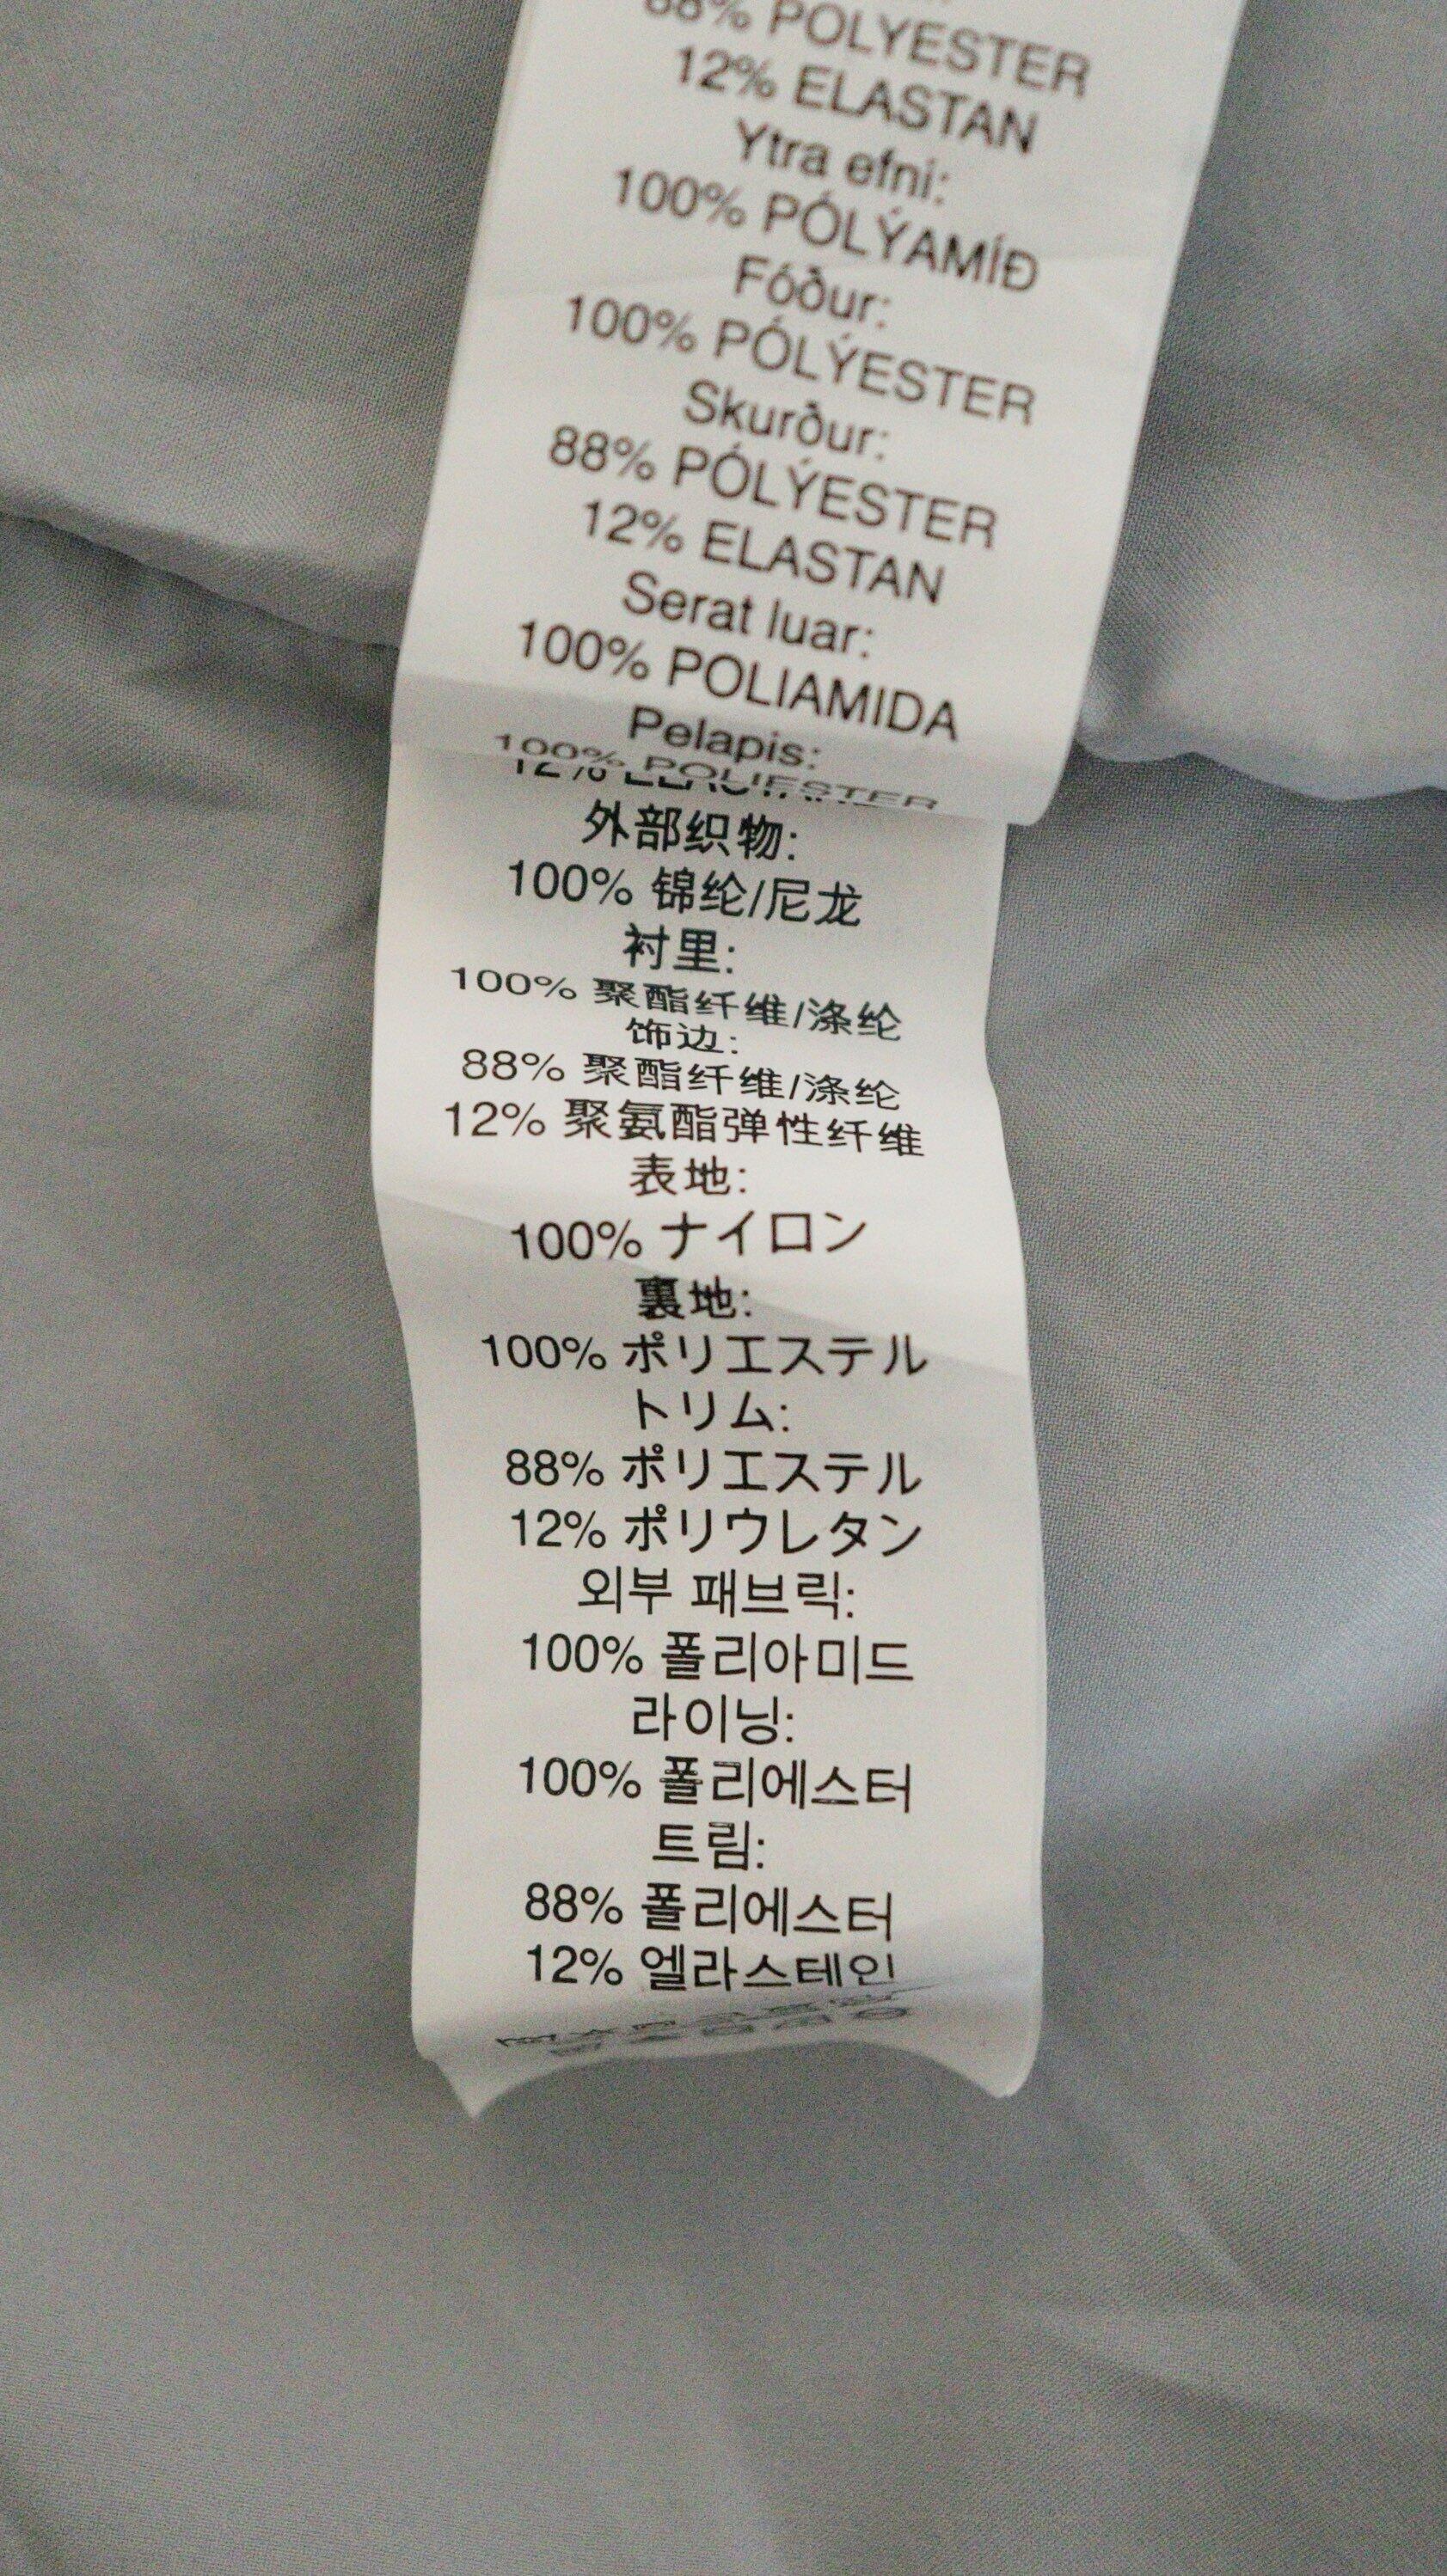 88% POLYESTER
12% ELASTAN
Ytra efni:
100% PÓLÝAMÍÐ
Fóður:
100% PÓLÝESTER
Skurður:
88% PÓLÝESTER
12% ELASTAN
Serat luar:
100% POLIAMIDA
Pelapis:
100% POLIESTER
12%
外部织物:
100% 锦纶/尼龙
衬里:
100% 聚酯纤维/涤纶
饰边:
88% 聚酯纤维/涤纶
12% 聚氨酯弹性纤维
表地:
100% ナイロン
裏地:
100% ポリエステル
トリム:
88% ポリエステル
12% ポリウレタン
외부 패브릭:
100% 폴리아미드
라이닝:
100% 폴리에스터
트림:
88% 폴리에스터
12% 엘라스테인